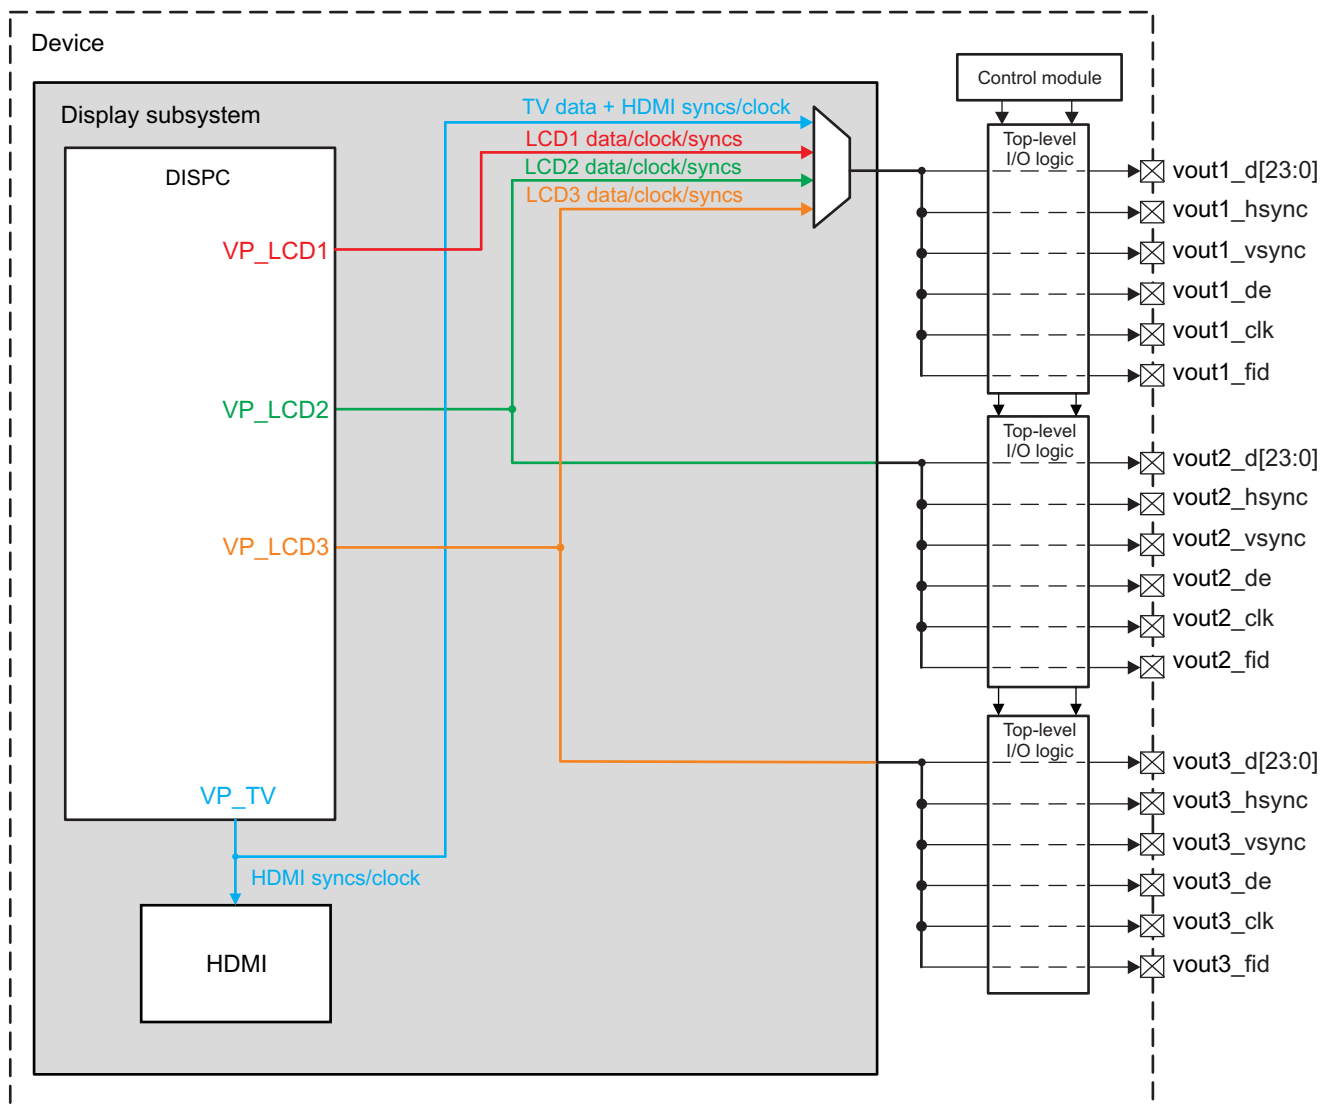 Device
Control module
Display subsystem
TV data + HDMI syncs/clock
LCD1 data/clock/syncs
LCD2 data/clock/syncs
LCD3 data/clock/syncs
DISPC
VP_LCD1
VP_LCD2
VP_LCD3
VP_TV
HDMI syncs/clock
HDMI
Top-level
I/O logic
vout1_d[23:0]
vout1_hsync
vout1_vsync
vout1_de
vout1_clk
vout1_fid
Top-level
I/O logic
vout2_d[23:0]
vout2_hsync
vout2_vsync
vout2_de
vout2_clk
vout2_fid
Top-level
I/O logic
vout3_d[23:0]
vout3_hsync
vout3_vsync
vout3_de
vout3_clk
vout3_fid